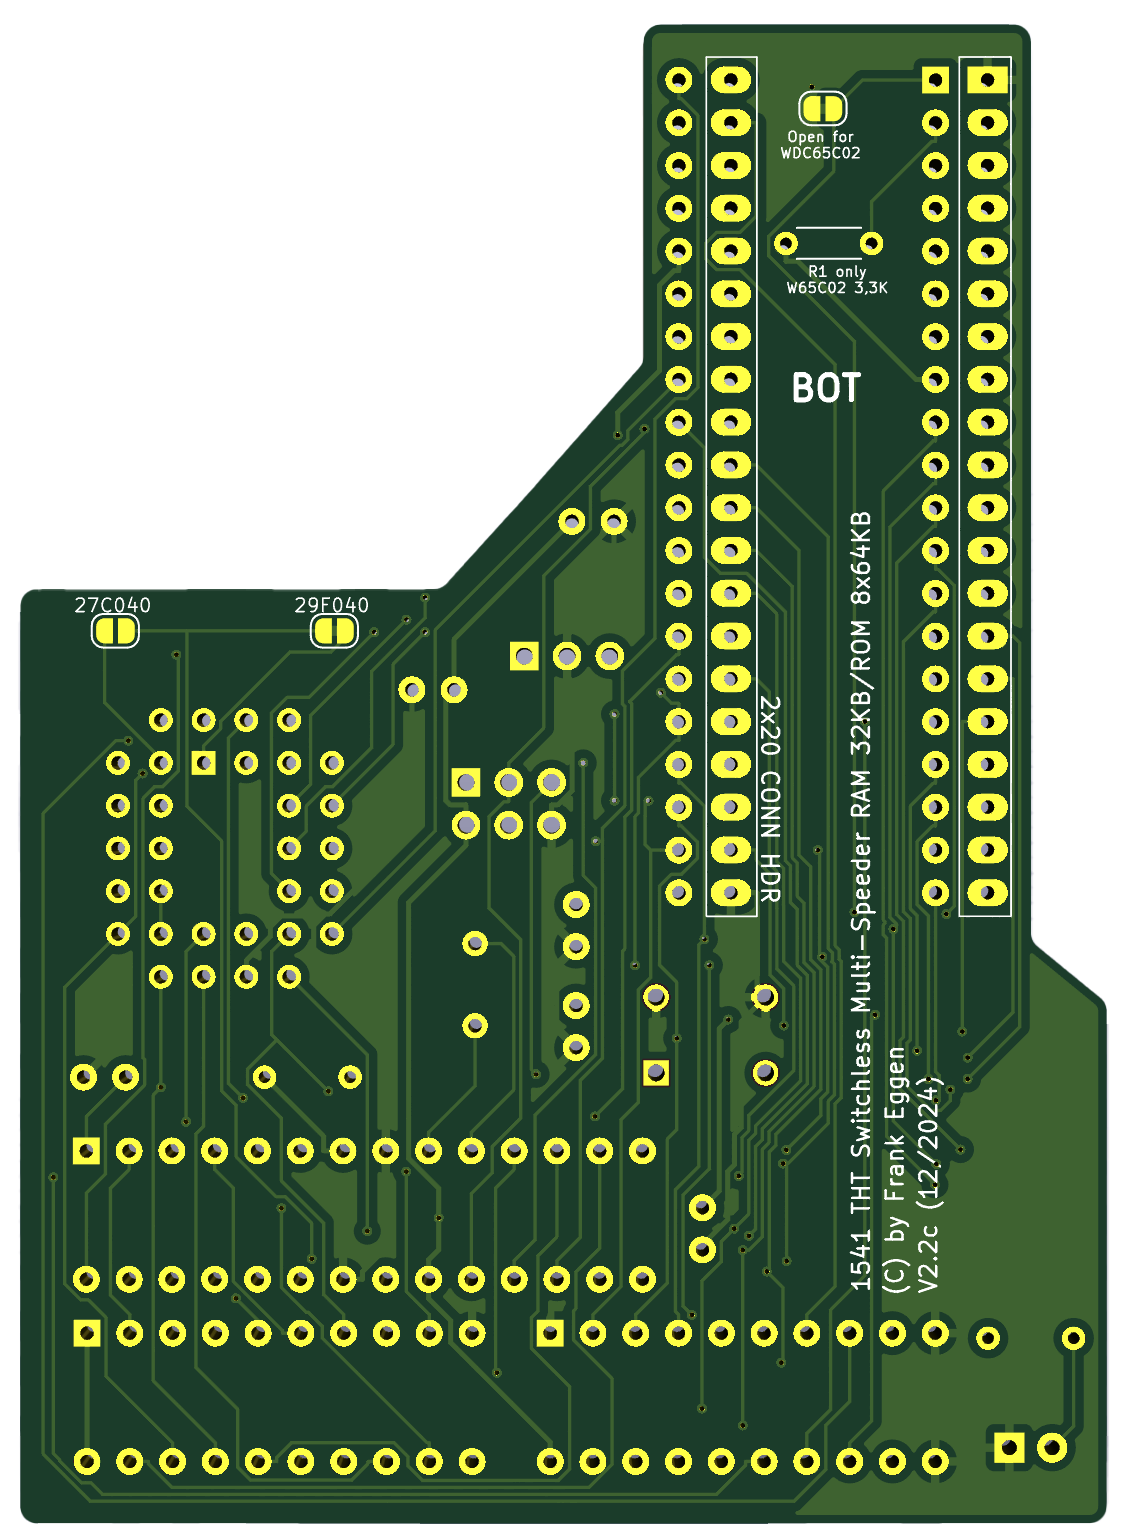 Open for
WDC65C02
R1 only
W65C02 3,3K
BOT
27C040
29F040
2x20 CONN HDR
1541 THT Switchless Multi-Speeder RAM 32KB/ROM 8x64KB
(C) by Frank Eggen
V2.2c (12/2024)